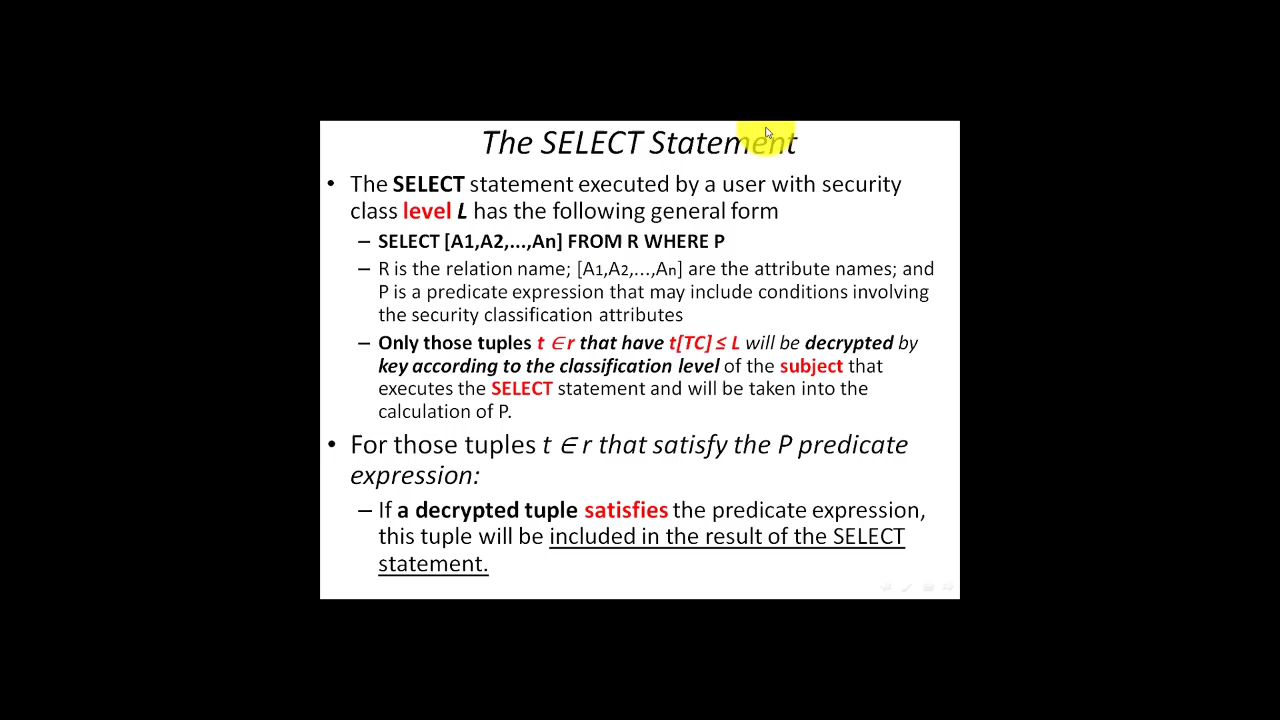 The SELECT Statement
• The SELECT statement executed by a user with security
class level L has the following general form
– SELECT [A1,A2,...,An] FROM R WHERE P
– R is the relation name; [A1,A2,...,An] are the attribute names; and
P is a predicate expression that may include conditions involving
the security classification attributes
– Only those tuples t ∈ r that have t[TC] ≤ L will be decrypted by
key according to the classification level of the subject that
executes the SELECT statement and will be taken into the
calculation of P.
• For those tuples t ∈ r that satisfy the P predicate
expression:
– If a decrypted tuple satisfies the predicate expression,
this tuple will be included in the result of the SELECT
statement.